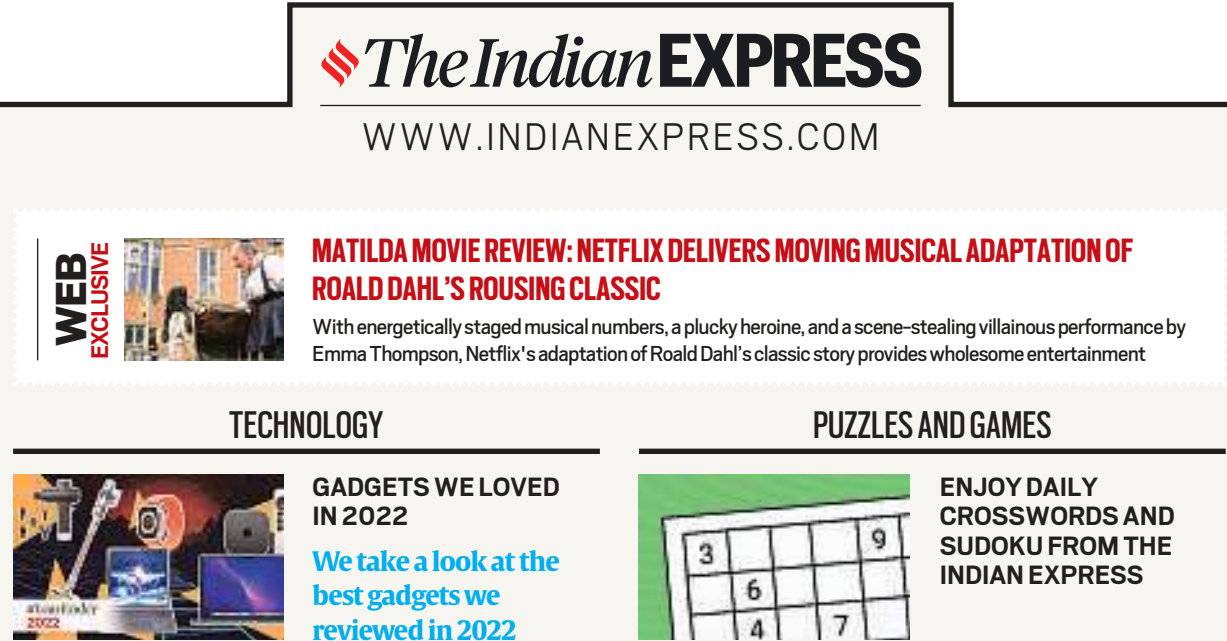 The Indian EXPRESS
WWW.INDIANEXPRESS.COM
WEB
EXCLUSIVE
MATILDA MOVIE REVIEW: NETFLIX DELIVERS MOVING MUSICAL ADAPTATION OF
ROALD DAHL'S ROUSING CLASSIC
With energetically staged musical numbers, a plucky heroine, and a scene-stealing villainous performance by
Emma Thompson, Netflix's adaptation of Roald Dahl's classic story provides wholesome entertainment
TECHNOLOGY
2022
GADGETS WE LOVED
IN 2022
We take a look at the
best gadgets we
reviewed in 2022
PUZZLES AND GAMES
3 9
6
4 7
ENJOY DAILY
CROSSWORDS AND
SUDOKU FROM THE
INDIAN EXPRESS